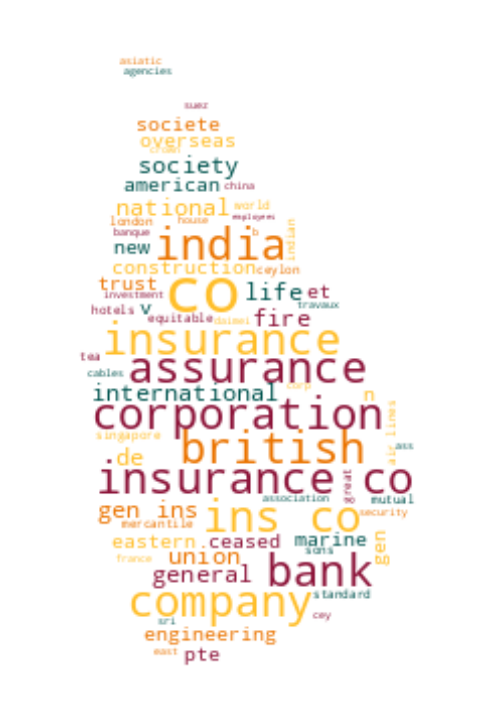 asiatic
agencies
suez
societe
overseas
crown
society
american china
national world
london house employees
banque b
new india indian
construction ceylon
trust co life et
investment travaux
hotels v equitable daimei fire
insurance
tea assurance
cables
international corp n
corporation
singapore british air lines
de ass
insurance co
association great mutual
gen ins ins co security
mercantile
eastern ceased marine gen
sons
france union
general bank
standard
company cey
sri
engineering
east pte